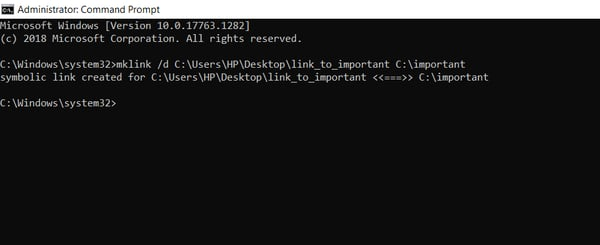 Administrator: Command Prompt
Microsoft Windows [Version 10.0.17763.1282]
(c) 2018 Microsoft Corporation. All rights reserved.
C:\Windows\system32>mklink /d C:\Users\HP\Desktop\link_to_important C:\important
symbolic link created for C:\Users\HP\Desktop\link_to_important <<===>> C:\important
C:\Windows\system32>